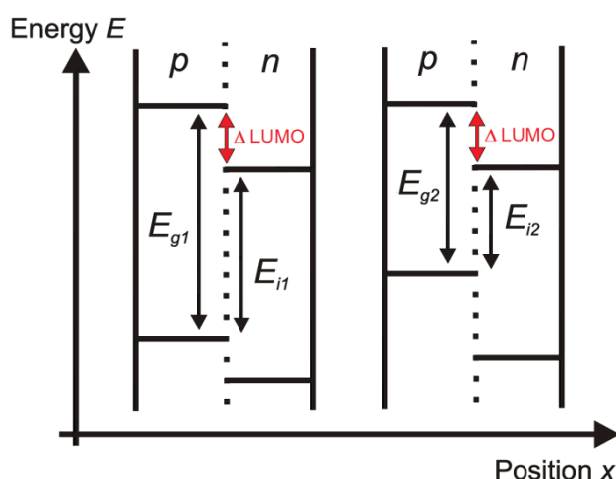 Energy E
p n p n
Δ LUMO Δ LUMO
Eg1 Ei1 Eg2 Ei2
Position x